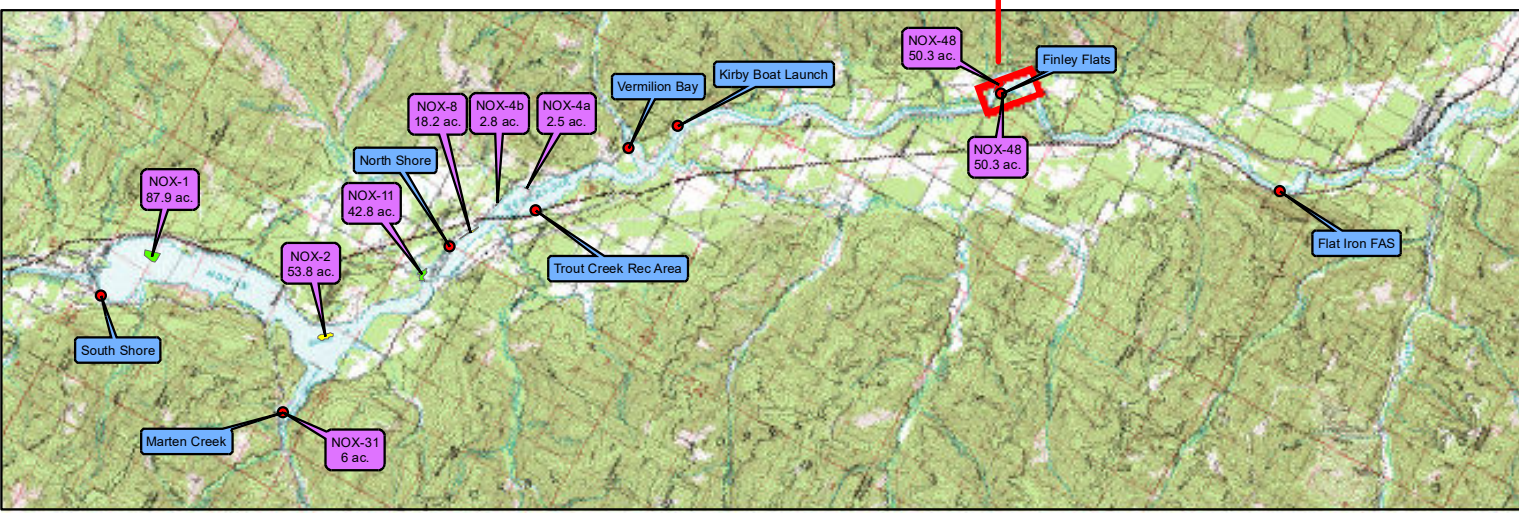 NOX-48
50.3 ac.
Finley Flats
Kirby Boat Launch
Vermilion Bay
NOX-8
18.2 ac.
NOX-4b
2.8 ac.
NOX-4a
2.5 ac.
North Shore
NOX-48
50.3 ac.
NOX-1
87.9 ac.
NOX-11
42.8 ac.
NOX-2
53.8 ac.
Flat Iron FAS
Trout Creek Rec Area
South Shore
Marten Creek
NOX-31
6 ac.